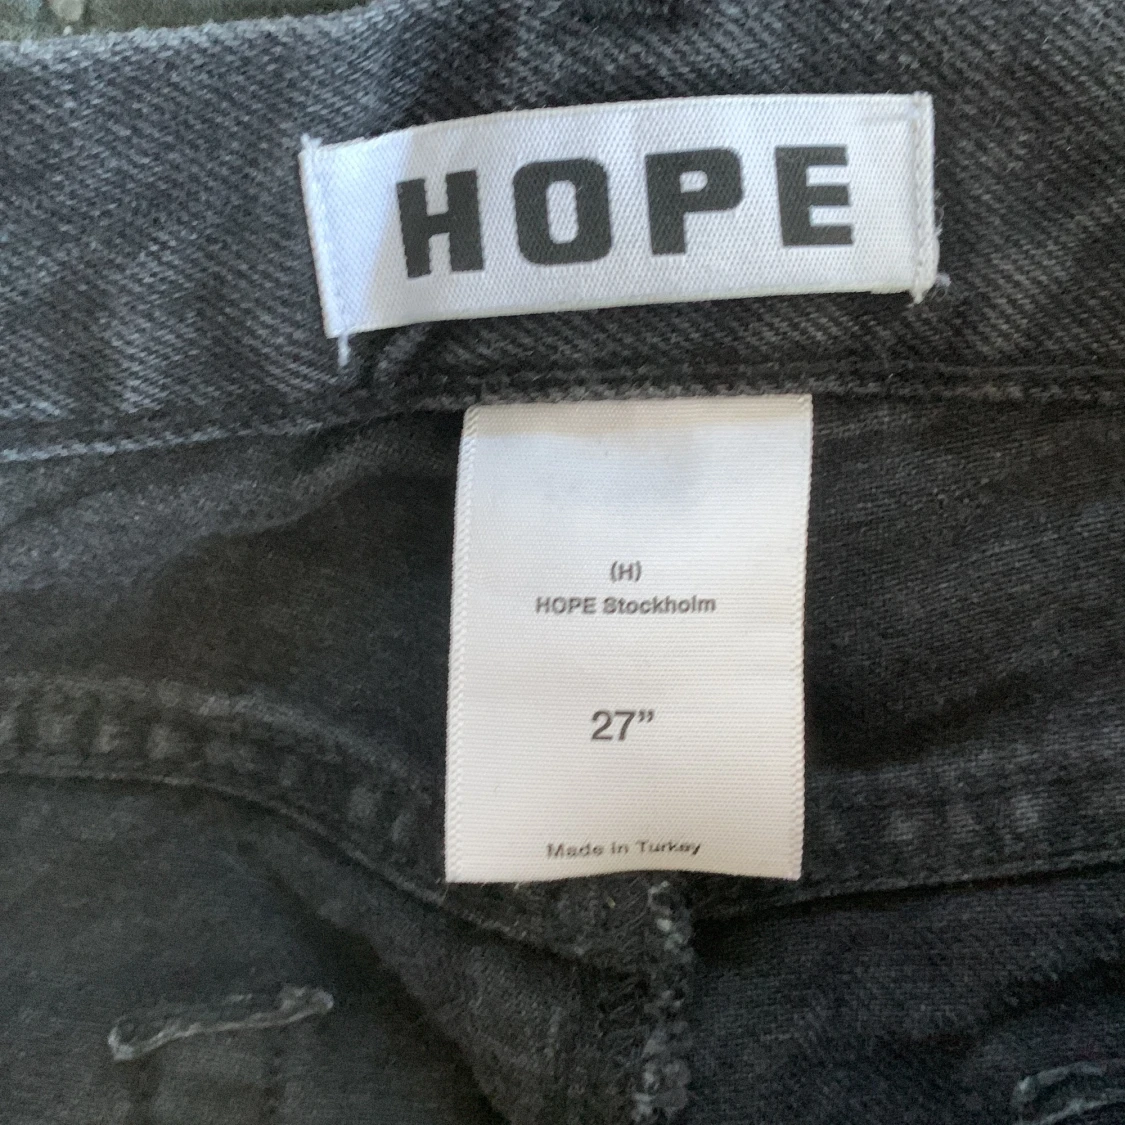 HOPE
(H)
HOPE Stockholm
27”
Made in Turkey